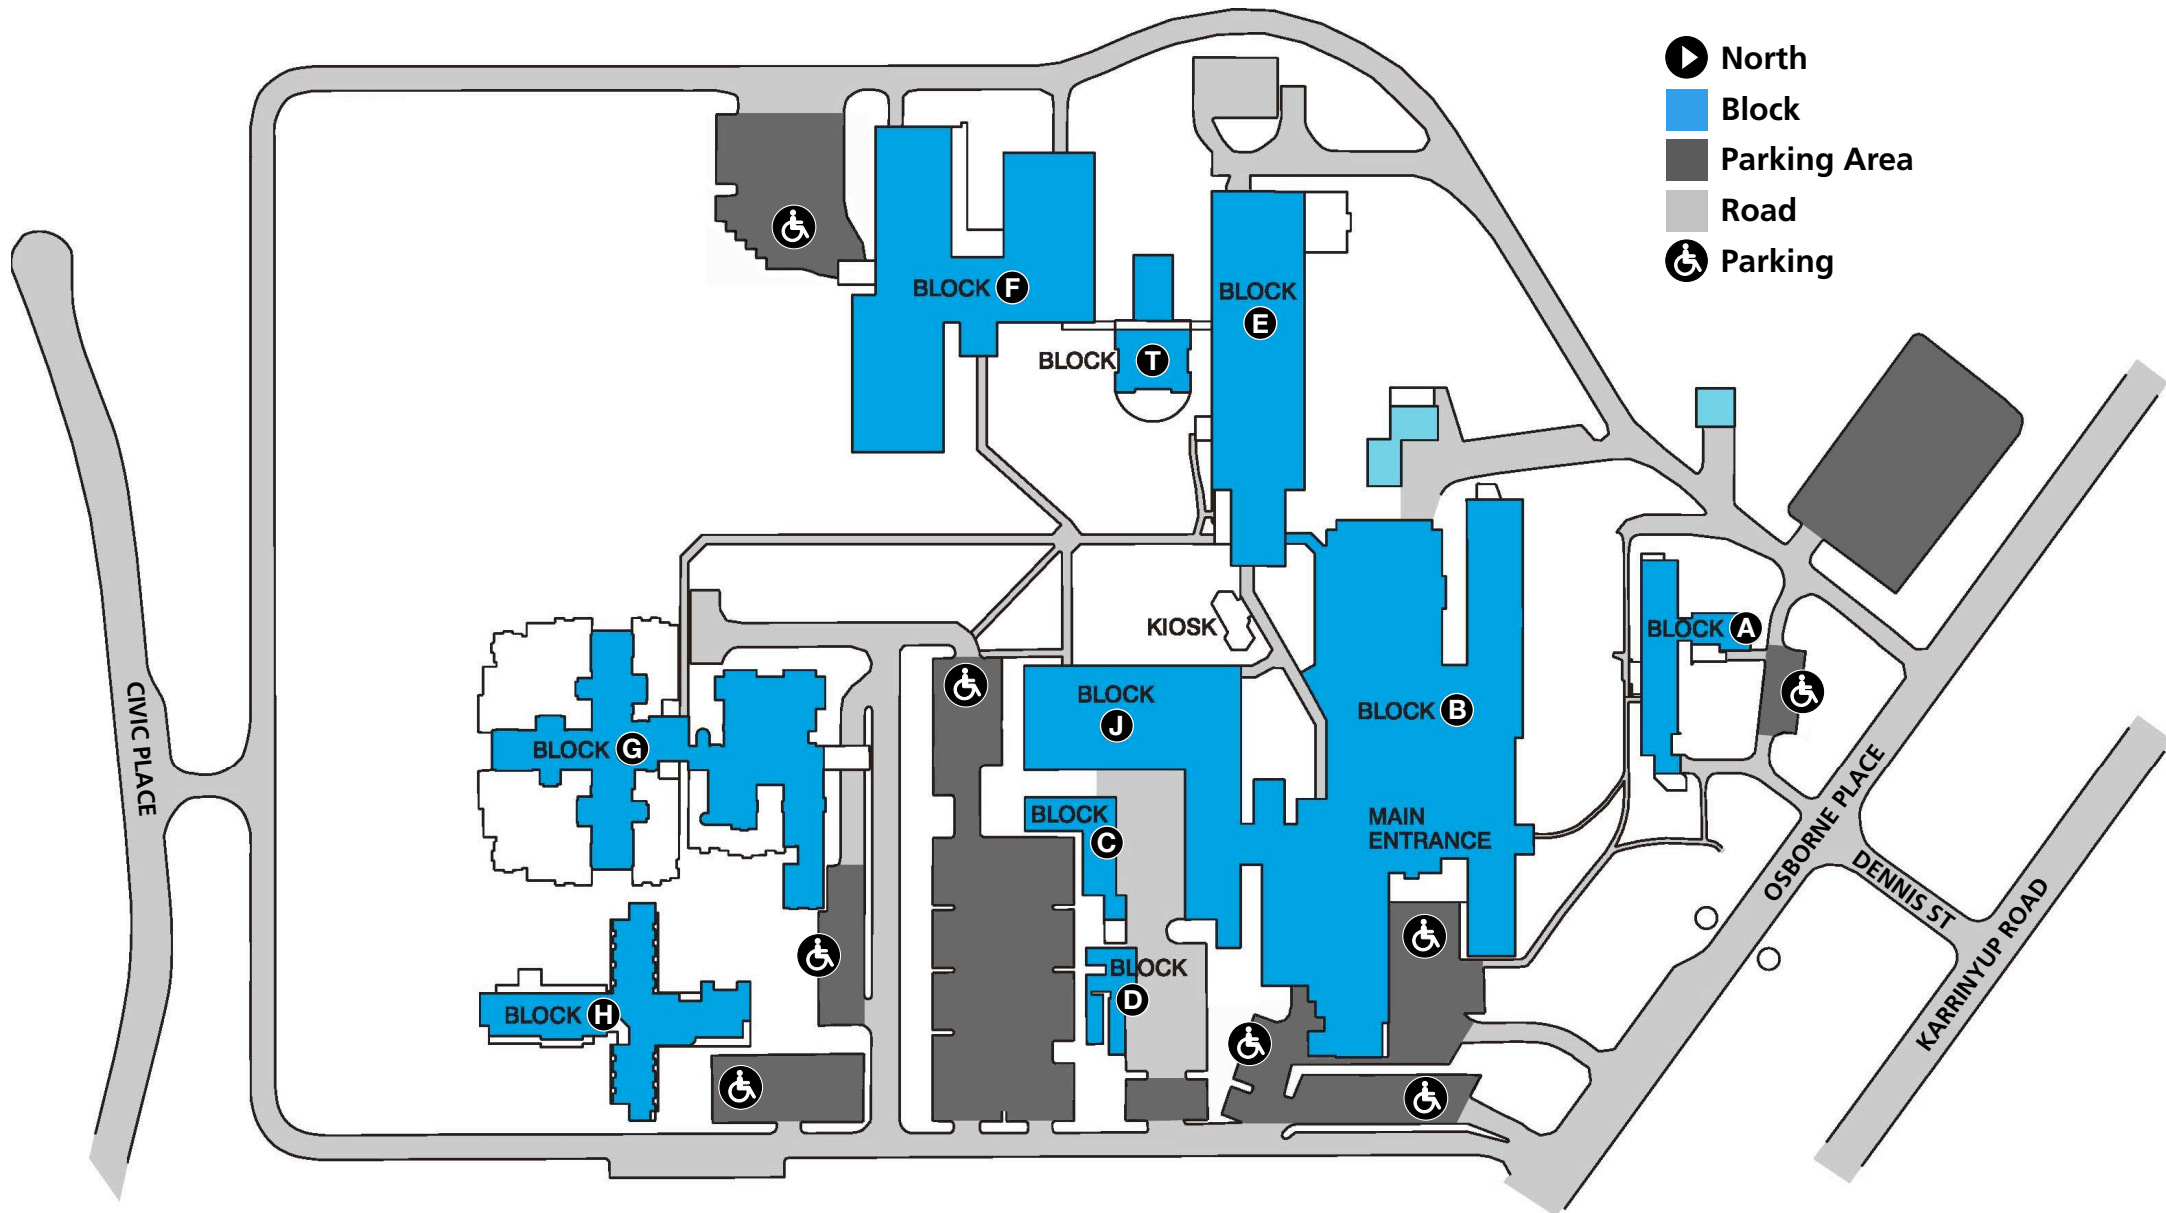 North
Block
Parking Area
Road
Parking
BLOCK F
BLOCK
E
BLOCK T
KIOSK
BLOCK A
BLOCK
J
BLOCK B
CIVIC PLACE
BLOCK G
BLOCK
C
MAIN
ENTRANCE
OSBORNE PLACE
DENNIS ST
KARRINYUP ROAD
BLOCK
D
BLOCK H